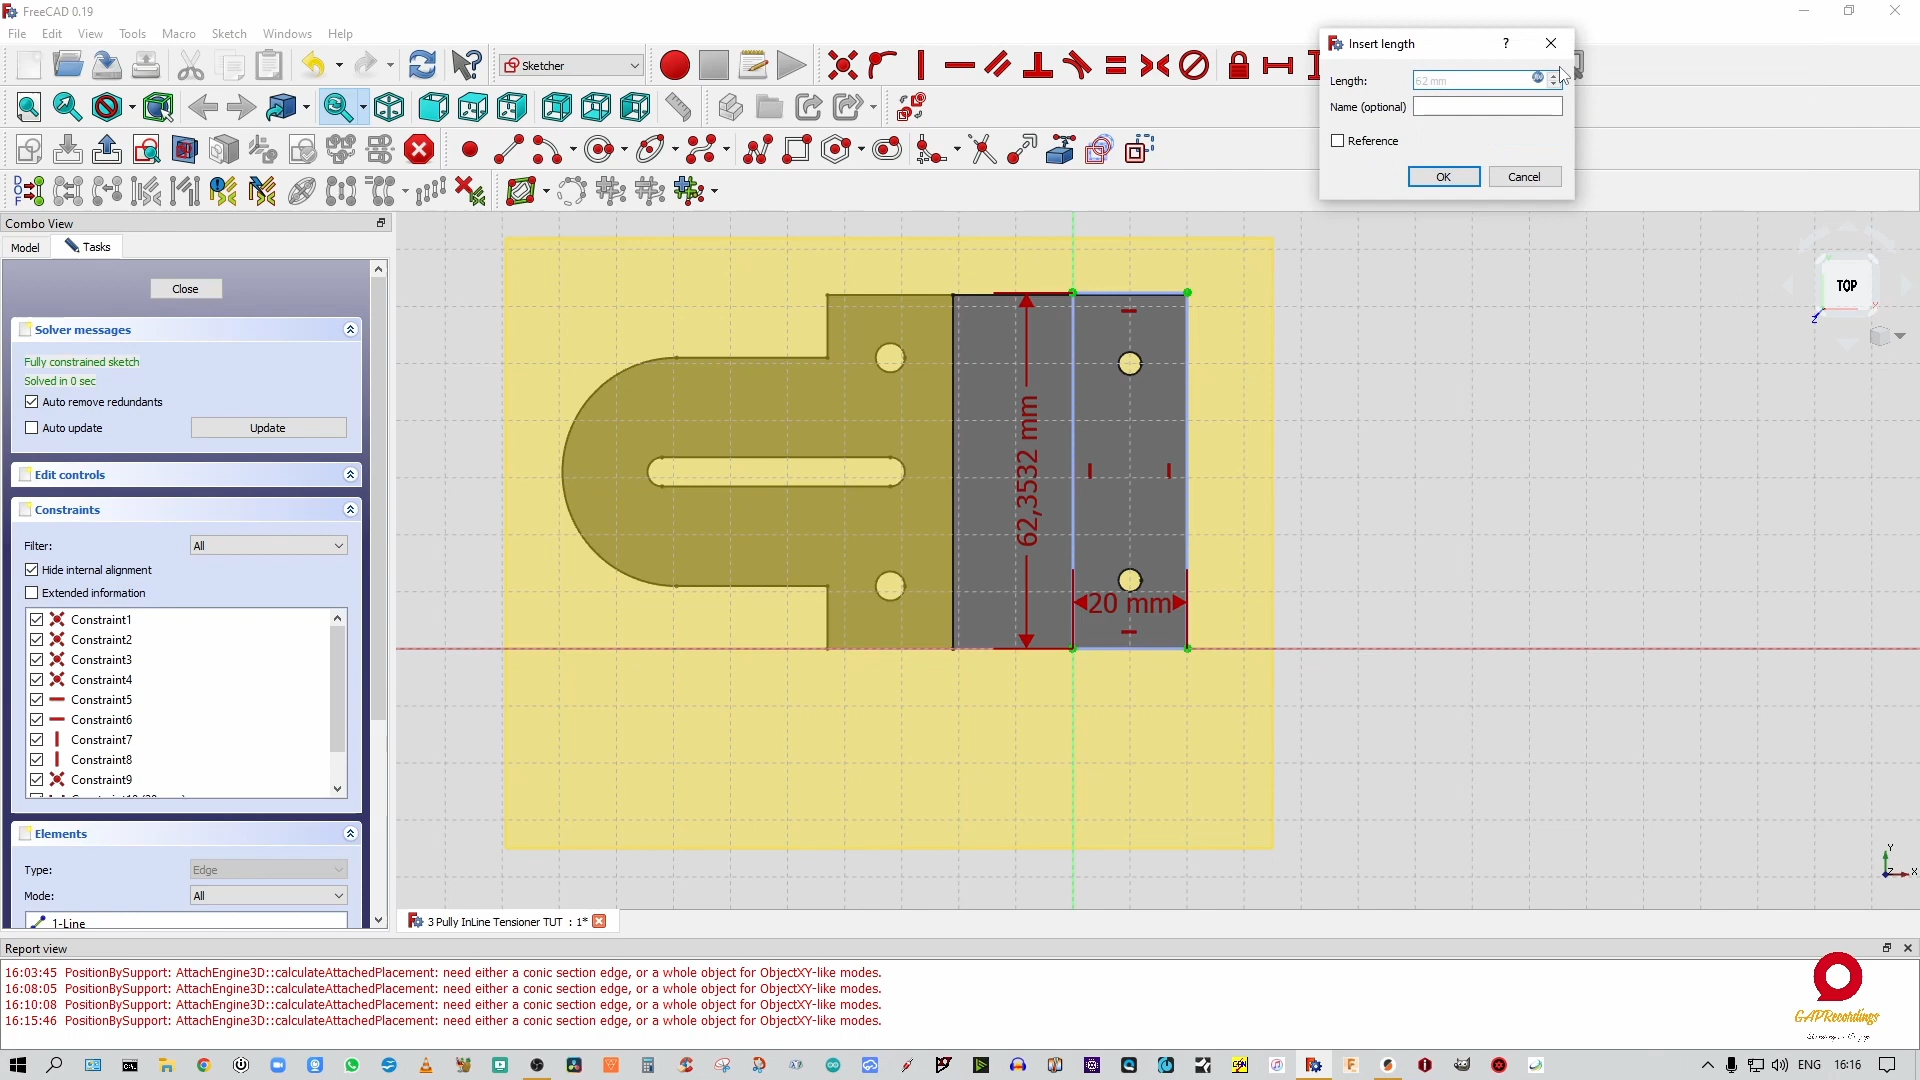 FreeCAD 0.19
File Edit View Tools Macro Sketch Windows Help
Sketcher
Insert length
?
Length:
62 mm
Name (optional)
Reference
OK
Cancel
Combo View
Model
Tasks
Close
Solver messages
Fully constrained sketch
Solved in 0 sec
Auto remove redundants
Auto update
Update
Edit controls
Constraints
Filter:
All
Hide internal alignment
Extended information
Constraint1
Constraint2
Constraint3
Constraint4
Constraint5
Constraint6
Constraint7
Constraint8
Constraint9
Elements
Type:
Edge
Mode:
All
1-Line
62,3532 mm
20 mm
TOP
Z
Y
X
Z
3 Pully InLine Tensioner TUT : 1*
Report view
16:03:45 PositionBySupport: AttachEngine3D::calculateAttachedPlacement: need either a conic section edge, or a whole object for ObjectXY-like modes.
16:08:05 PositionBySupport: AttachEngine3D::calculateAttachedPlacement: need either a conic section edge, or a whole object for ObjectXY-like modes.
16:10:08 PositionBySupport: AttachEngine3D::calculateAttachedPlacement: need either a conic section edge, or a whole object for ObjectXY-like modes.
16:15:46 PositionBySupport: AttachEngine3D::calculateAttachedPlacement: need either a conic section edge, or a whole object for ObjectXY-like modes.
GAPRecordings
ENG
16:16